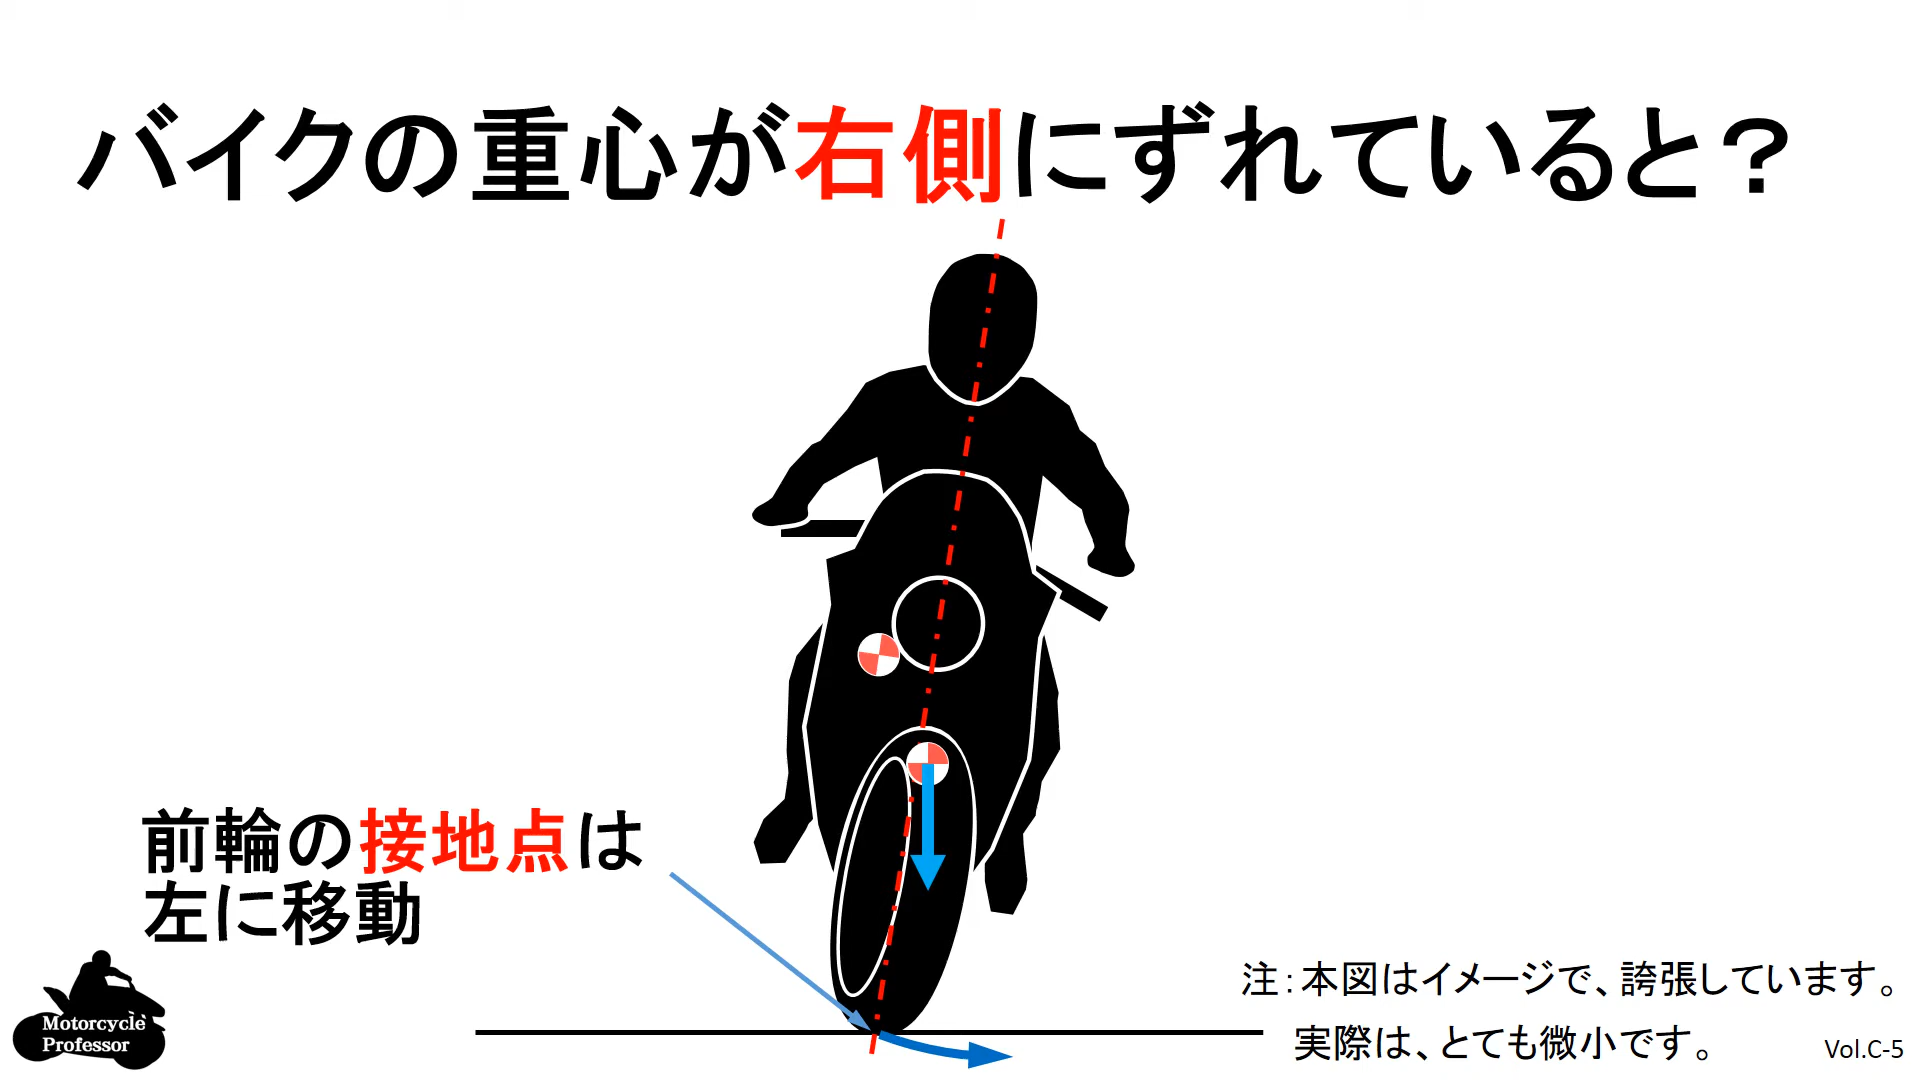 バイクの重心が右側にずれていると？
前輪の接地点は
左に移動
注：本図はイメージで、誇張しています。
実際は、とても微小です。
Vol.C-5
Motorcycle
Professor